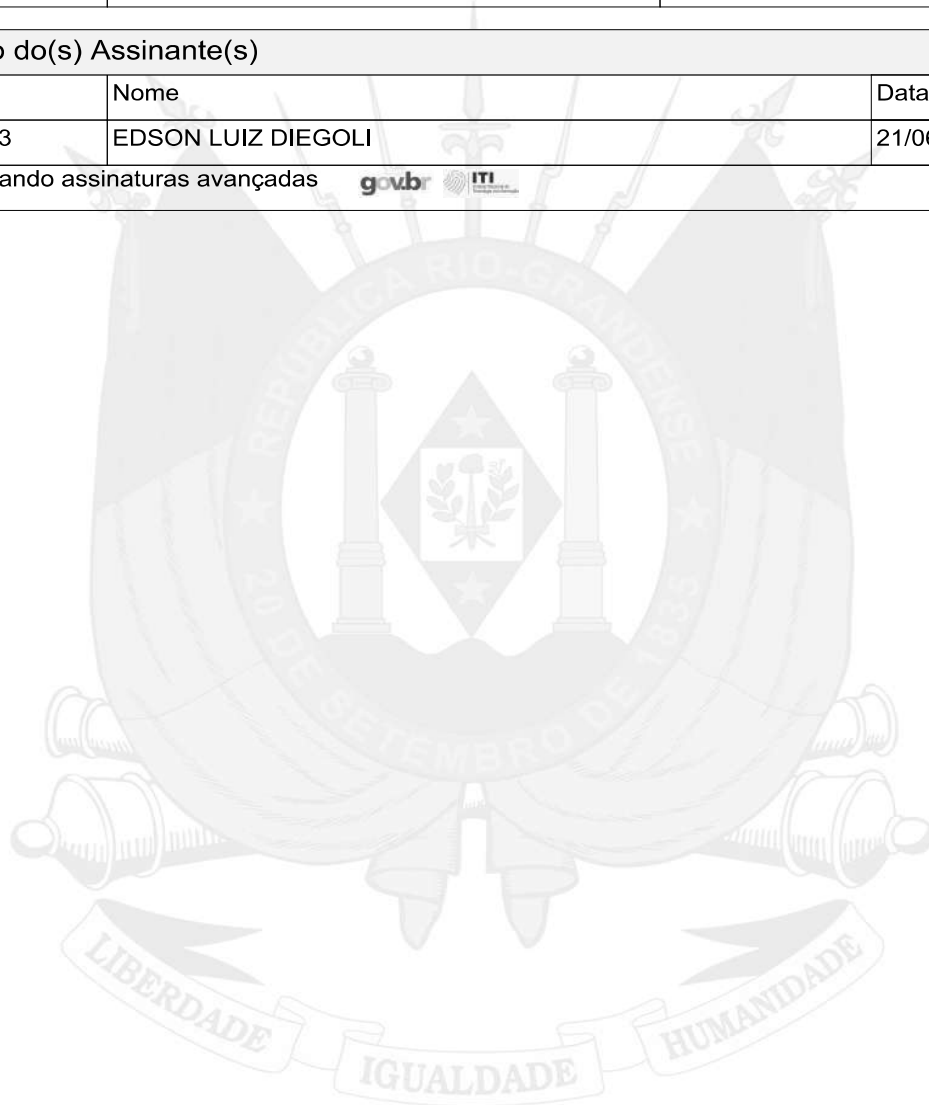 o do(s) Assinante(s)
Nome
Data
3
EDSON LUIZ DIEGOLI
21/06
ando assinaturas avançadas
gov.br
ITI
REPÚBLICA RIO-GRANDENSE
20 DE SETEMBRO DE 1835
LIBERDADE
IGUALDADE
HUMANIDADE